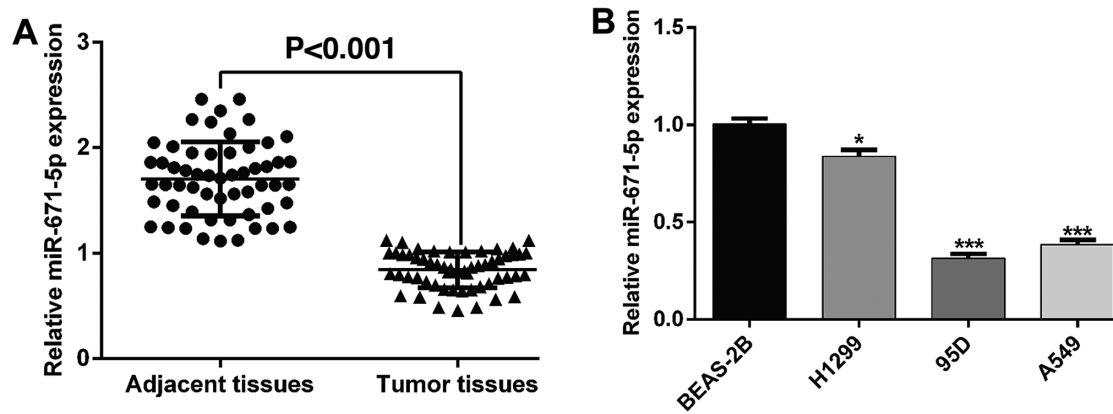 A
Relative miR-671-5p expression
3
2
1
0
P<0.001
Adjacent tissues
Tumor tissues
B
Relative miR-671-5p expression
1.5
1.0
0.5
0.0
*
***
***
BEAS-2B
H1299
95D
A549